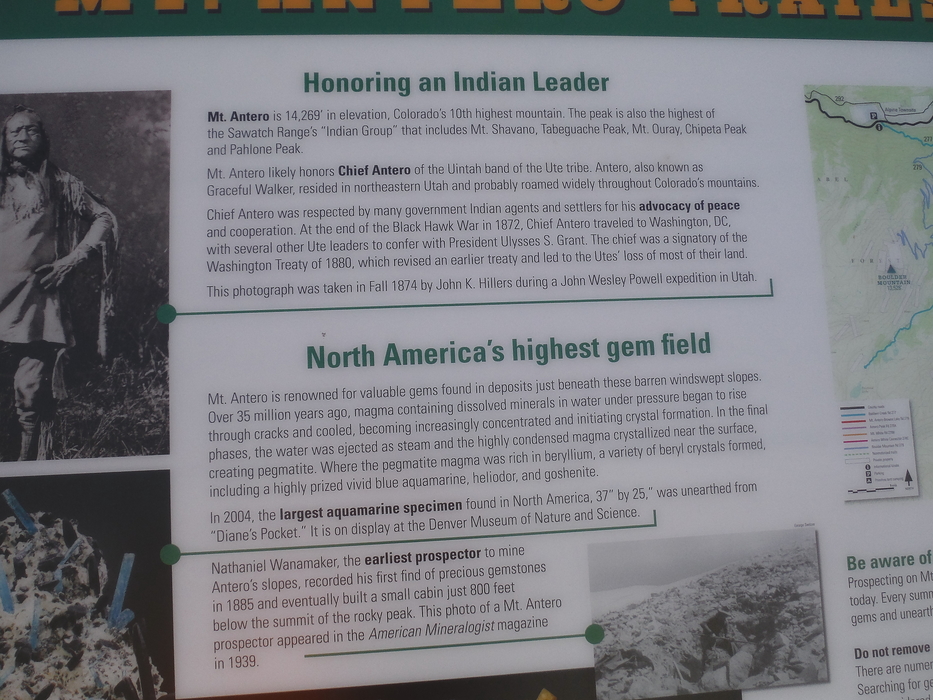 MT. ANTERO TRAILS
Honoring an Indian Leader
Mt. Antero is 14,269' in elevation, Colorado's 10th highest mountain. The peak is also the highest of
the Sawatch Range's "Indian Group" that includes Mt. Shavano, Tabeguache Peak, Mt. Ouray, Chipeta Peak
and Pahlone Peak.
Mt. Antero likely honors Chief Antero of the Uintah band of the Ute tribe. Antero, also known as
Graceful Walker, resided in northeastern Utah and probably roamed widely throughout Colorado's mountains.
Chief Antero was respected by many government Indian agents and settlers for his advocacy of peace
and cooperation. At the end of the Black Hawk War in 1872, Chief Antero traveled to Washington, DC,
with several other Ute leaders to confer with President Ulysses S. Grant. The chief was a signatory of the
Washington Treaty of 1880, which revised an earlier treaty and led to the Utes' loss of most of their land.
This photograph was taken in Fall 1874 by John K. Hillers during a John Wesley Powell expedition in Utah.
North America's highest gem field
Mt. Antero is renowned for valuable gems found in deposits just beneath these barren windswept slopes.
Over 35 million years ago, magma containing dissolved minerals in water under pressure began to rise
through cracks and cooled, becoming increasingly concentrated and initiating crystal formation. In the final
phases, the water was ejected as steam and the highly condensed magma crystallized near the surface,
creating pegmatite. Where the pegmatite magma was rich in beryllium, a variety of beryl crystals formed,
including a highly prized vivid blue aquamarine, heliodor, and goshenite.
In 2004, the largest aquamarine specimen found in North America, 37" by 25," was unearthed from
"Diane's Pocket." It is on display at the Denver Museum of Nature and Science.
Nathaniel Wanamaker, the earliest prospector to mine
Antero's slopes, recorded his first find of precious gemstones
in 1885 and eventually built a small cabin just 800 feet
below the summit of the rocky peak. This photo of a Mt. Antero
prospector appeared in the American Mineralogist magazine
in 1939.
292
P
279
BOULDER
MOUNTAIN
Be aware of
Prospecting on Mt
today. Every summ
gems and unearth
Do not remove
There are numer
Searching for ge